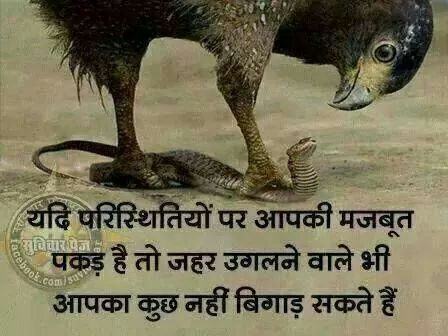 यदि परिस्थितियों पर आपकी मजबूत
पकड़ है तो जहर उगलने वाले भी
आपका कुछ नहीं बिगाड़ सकते हैं
सुविचार पेज